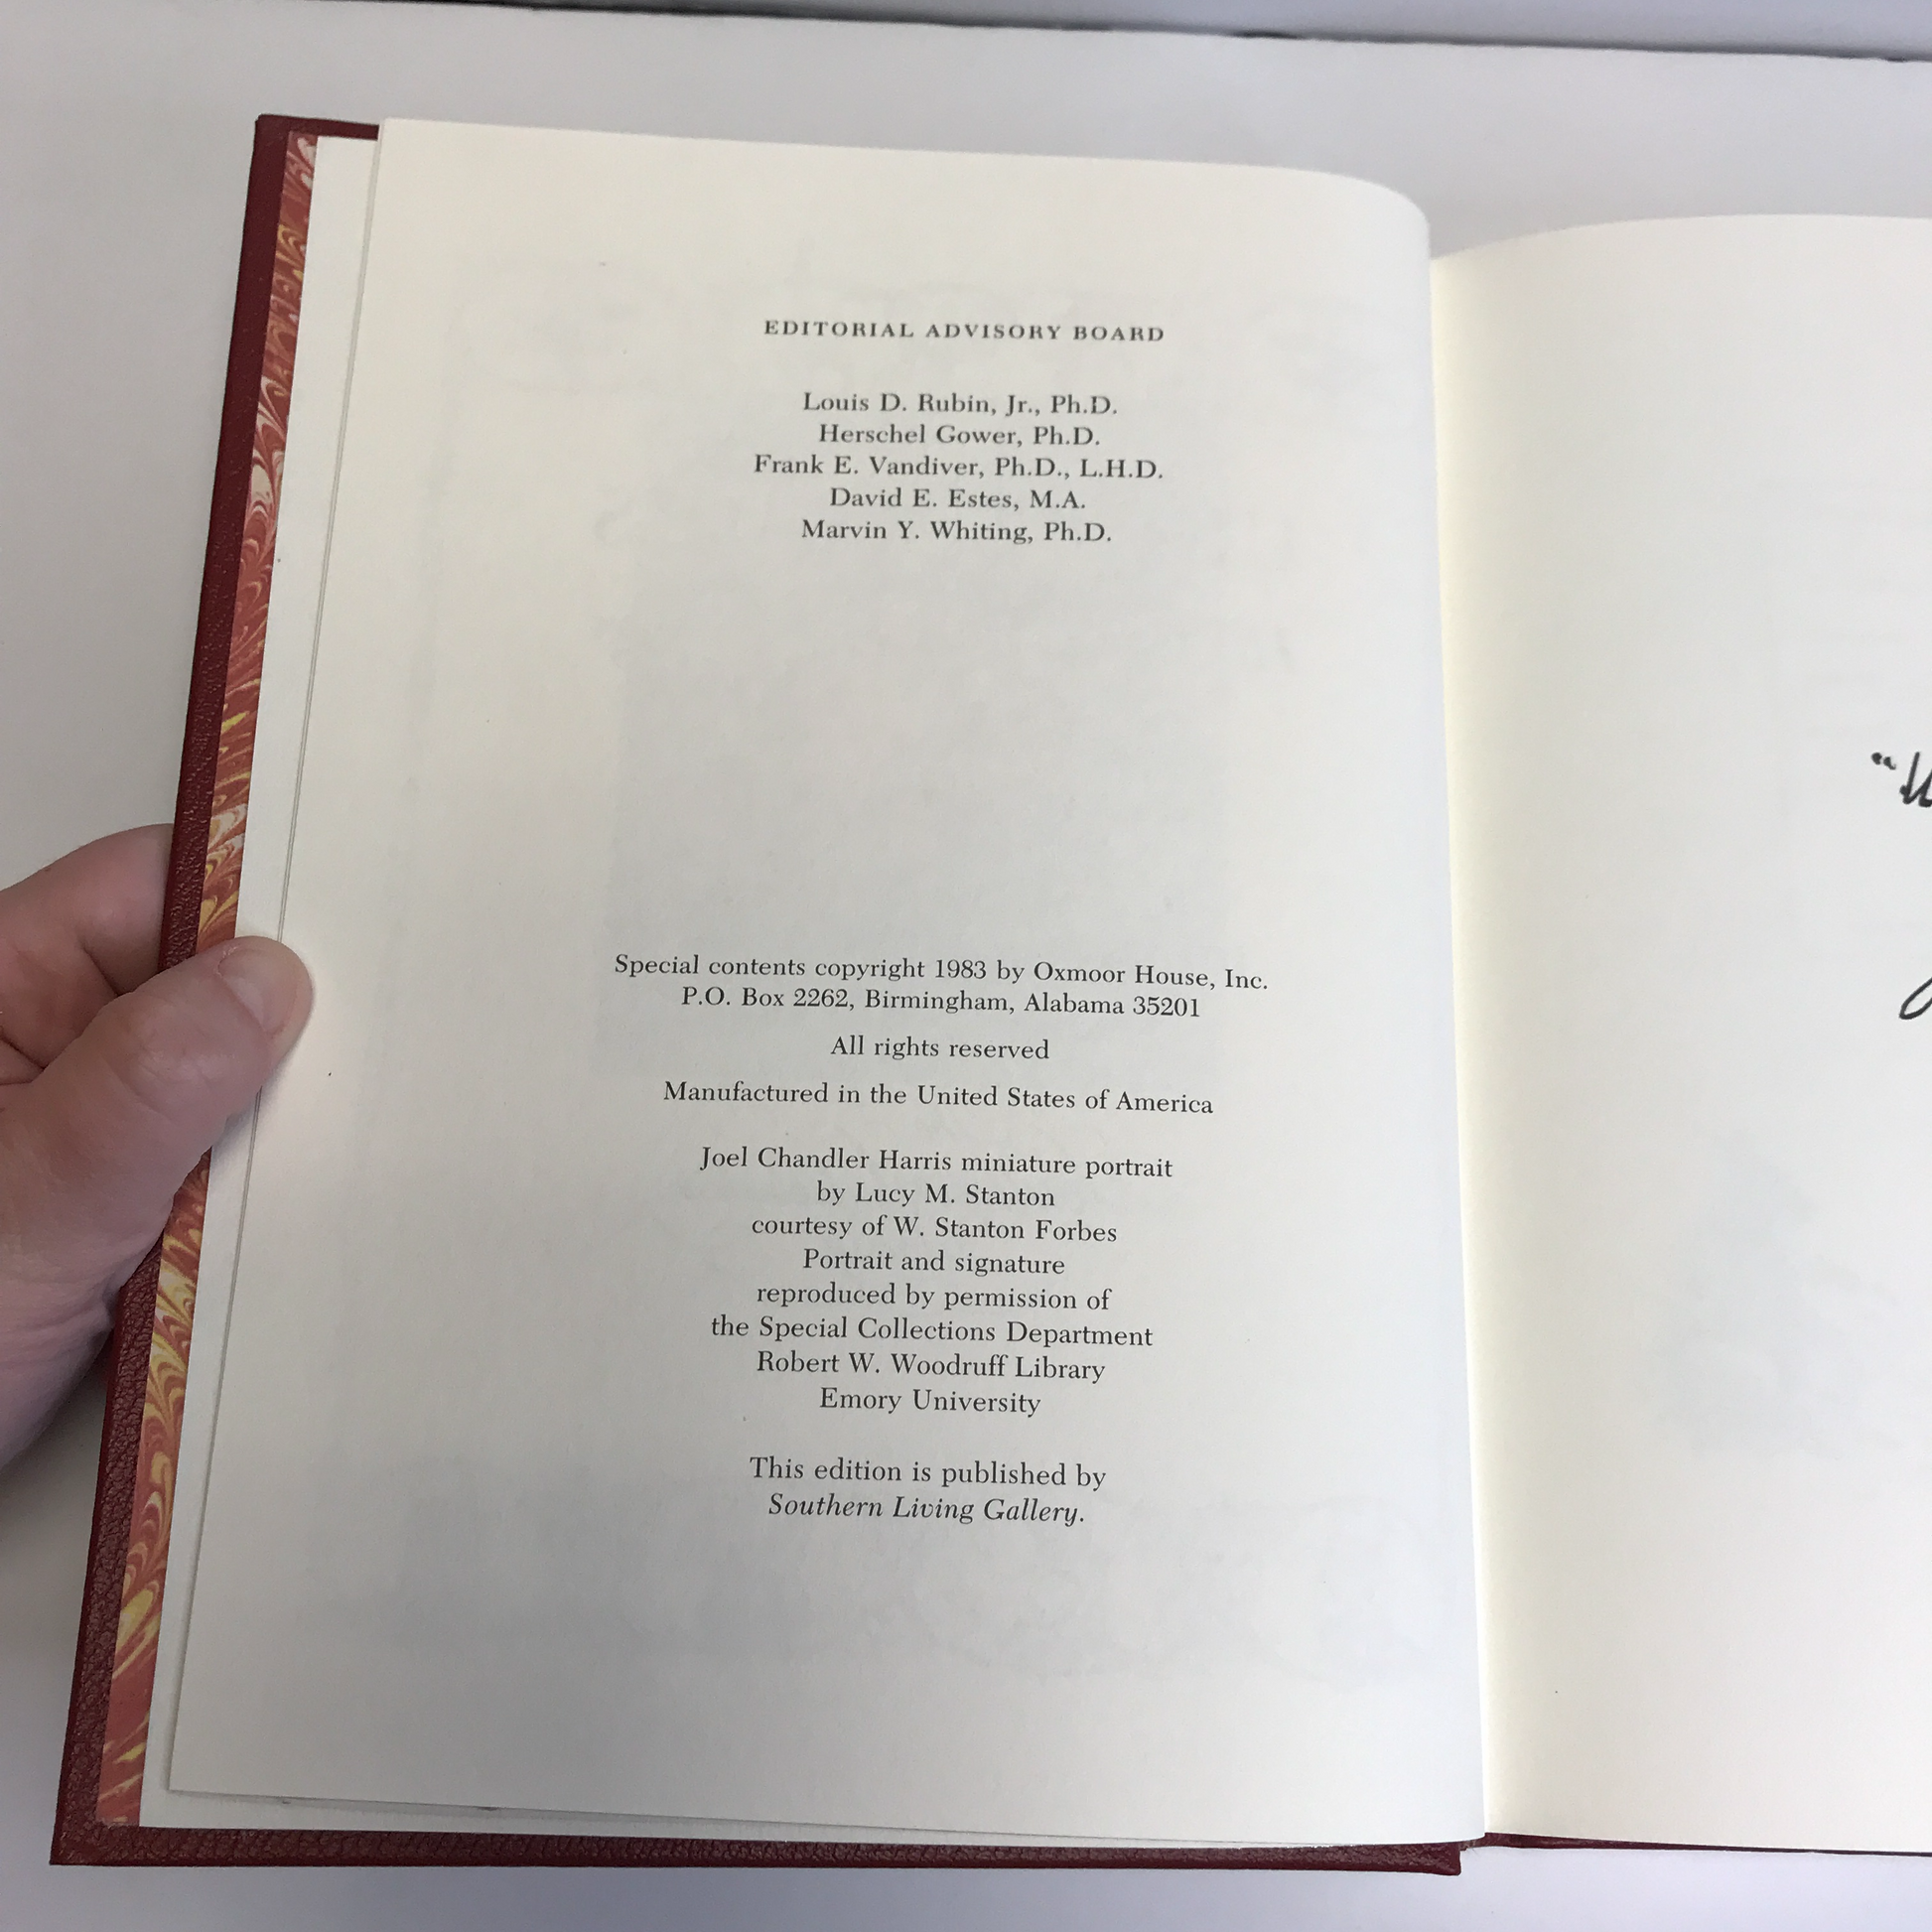 EDITORIAL ADVISORY BOARD
Louis D. Rubin, Jr., Ph.D.
Herschel Gower, Ph.D.
Frank E. Vandiver, Ph.D., L.H.D.
David E. Estes, M.A.
Marvin Y. Whiting, Ph.D.
Special contents copyright 1983 by Oxmoor House, Inc.
P.O. Box 2262, Birmingham, Alabama 35201
All rights reserved
Manufactured in the United States of America
Joel Chandler Harris miniature portrait
by Lucy M. Stanton
courtesy of W. Stanton Forbes
Portrait and signature
reproduced by permission of
the Special Collections Department
Robert W. Woodruff Library
Emory University
This edition is published by
Southern Living Gallery.